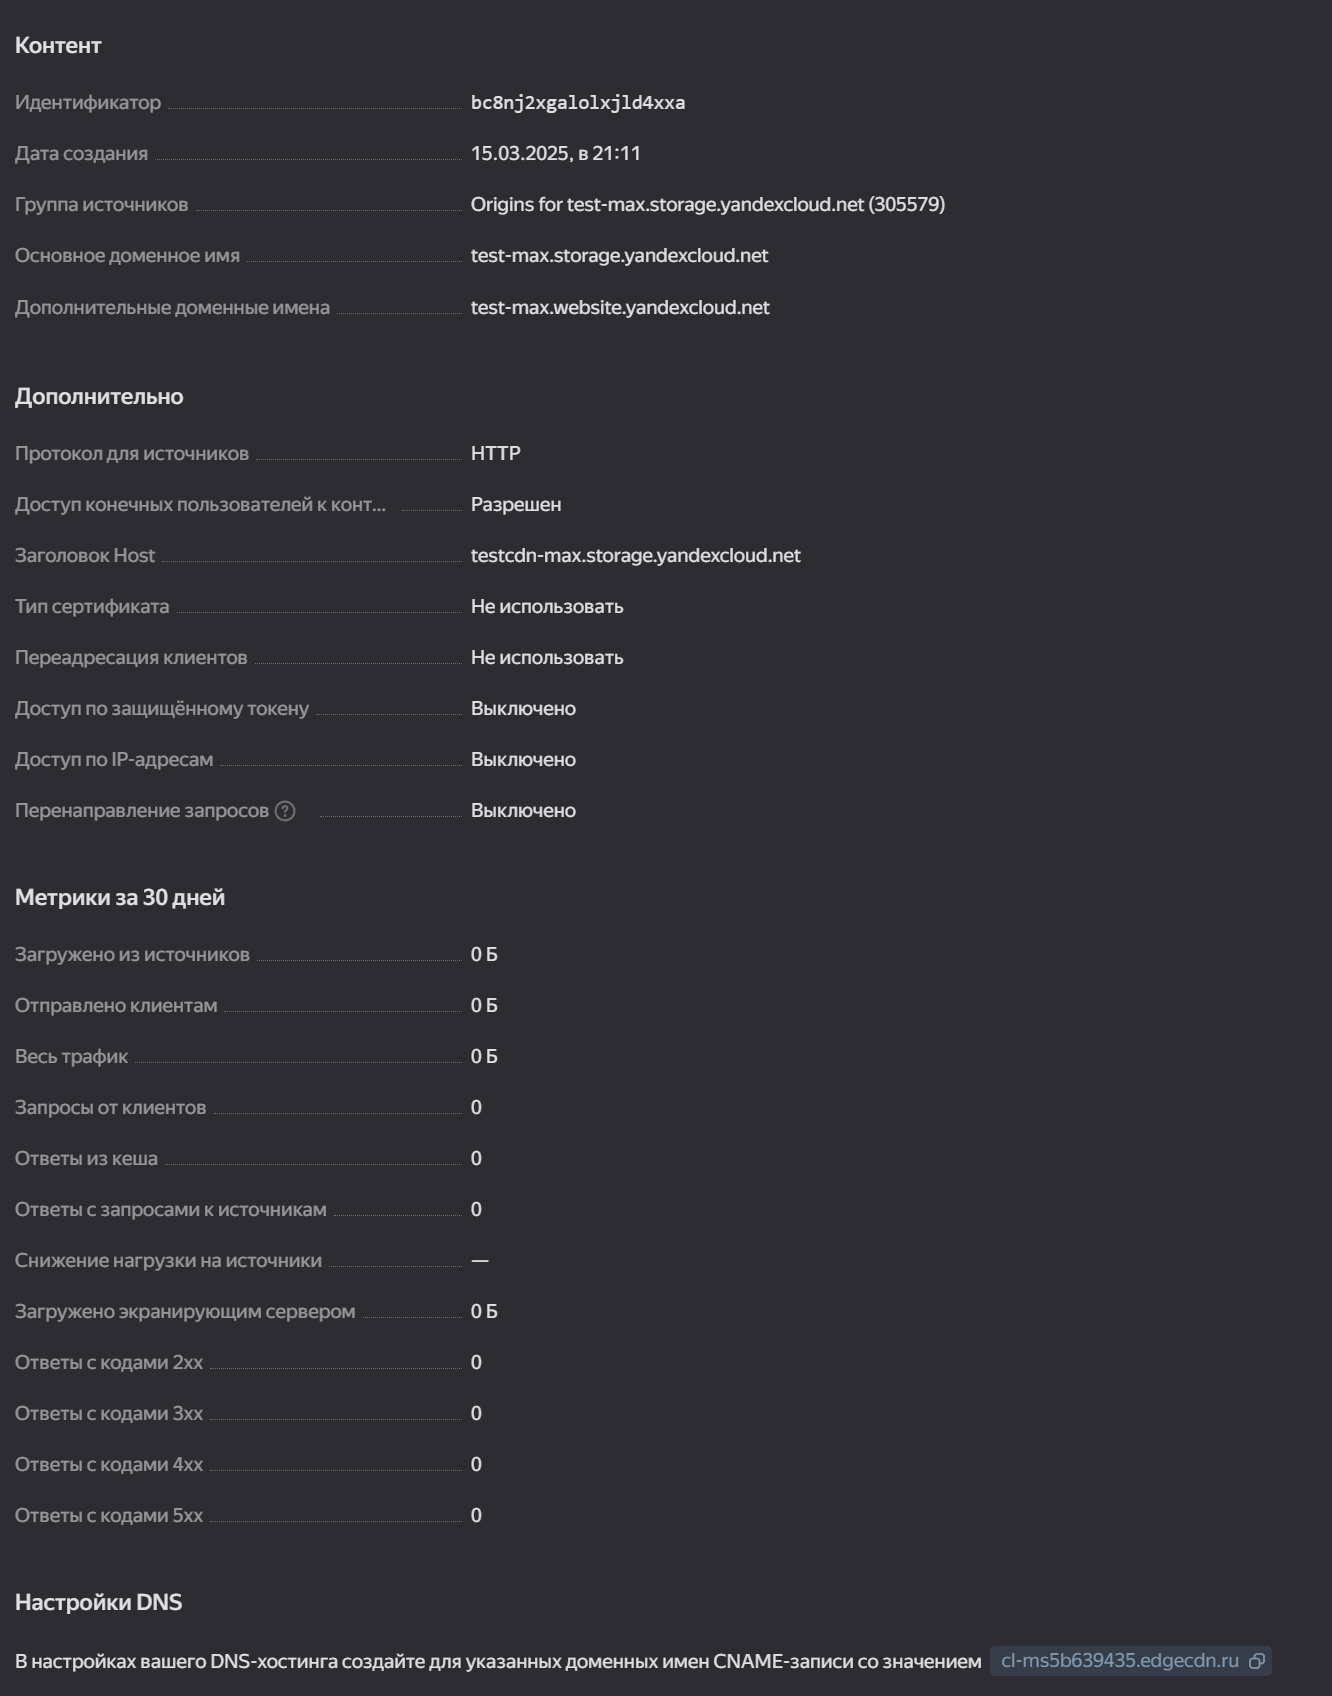 Контент
Идентификатор bc8nj2xgalolxjld4xxa
Дата создания 15.03.2025, в 21:11
Группа источников Origins for test-max.storage.yandexcloud.net (305579)
Основное доменное имя test-max.storage.yandexcloud.net
Дополнительные доменные имена test-max.website.yandexcloud.net
Дополнительно
Протокол для источников HTTP
Доступ конечных пользователей к конт... Разрешен
Заголовок Host testcdn-max.storage.yandexcloud.net
Тип сертификата Не использовать
Переадресация клиентов Не использовать
Доступ по защищённому токену Выключено
Доступ по IP-адресам Выключено
Перенаправление запросов ? Выключено
Метрики за 30 дней
Загружено из источников 0 Б
Отправлено клиентам 0 Б
Весь трафик 0 Б
Запросы от клиентов 0
Ответы из кеша 0
Ответы с запросами к источникам 0
Снижение нагрузки на источники —
Загружено экранирующим сервером 0 Б
Ответы с кодами 2xx 0
Ответы с кодами 3xx 0
Ответы с кодами 4xx 0
Ответы с кодами 5xx 0
Настройки DNS
В настройках вашего DNS-хостинга создайте для указанных доменных имен CNAME-записи со значением cl-ms5b639435.edgecdn.ru